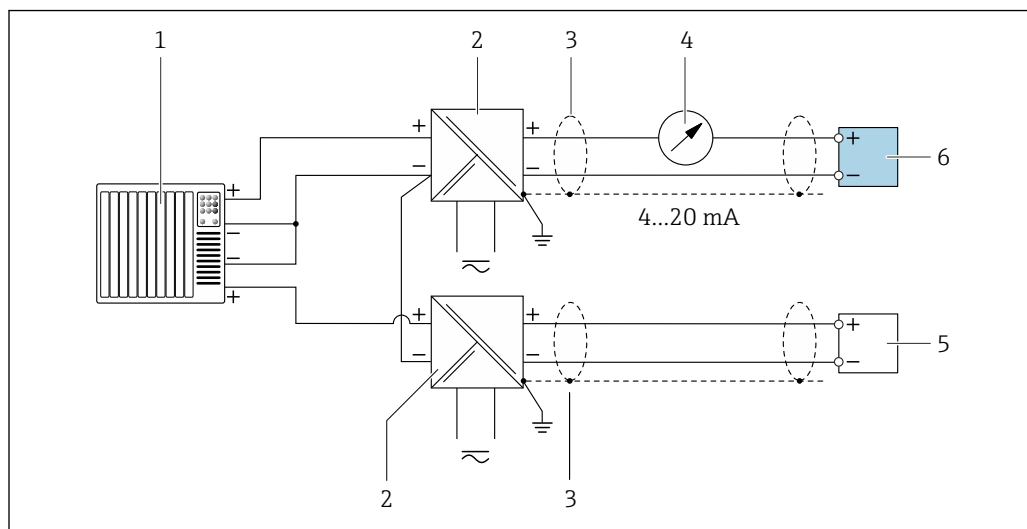 1 2 3 4
+ + + +
− − − 6
+
− 4...20 mA
−
+
+ + +
− − − 5
2 3